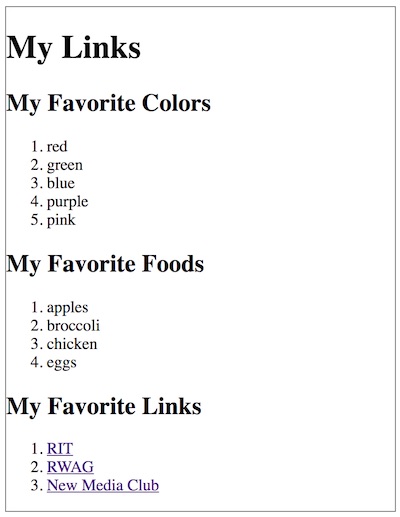 My Links
My Favorite Colors
1. red
2. green
3. blue
4. purple
5. pink
My Favorite Foods
1. apples
2. broccoli
3. chicken
4. eggs
My Favorite Links
1. RIT
2. RWAG
3. New Media Club